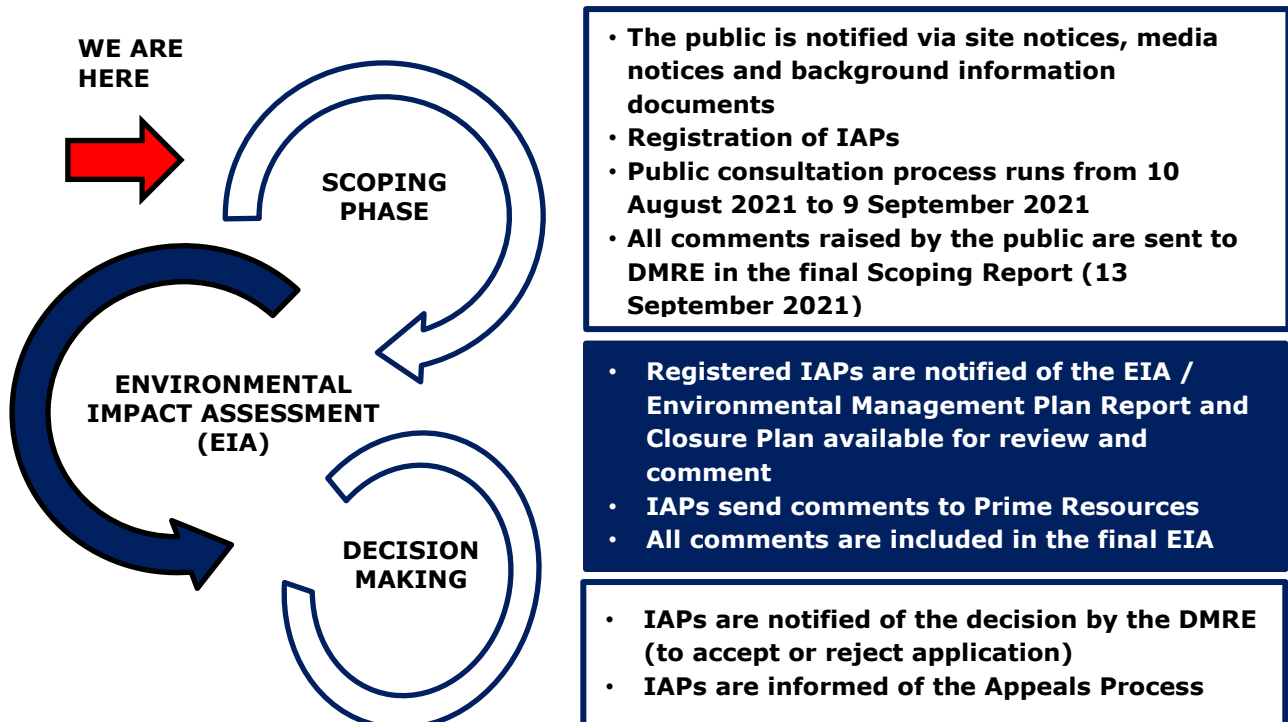 WE ARE
HERE
SCOPING
PHASE
• The public is notified via site notices, media
notices and background information
documents
• Registration of IAPs
• Public consultation process runs from 10
August 2021 to 9 September 2021
• All comments raised by the public are sent to
DMRE in the final Scoping Report (13
September 2021)
ENVIRONMENTAL
IMPACT ASSESSMENT
(EIA)
• Registered IAPs are notified of the EIA /
Environmental Management Plan Report and
Closure Plan available for review and
comment
• IAPs send comments to Prime Resources
• All comments are included in the final EIA
DECISION
MAKING
• IAPs are notified of the decision by the DMRE
(to accept or reject application)
• IAPs are informed of the Appeals Process